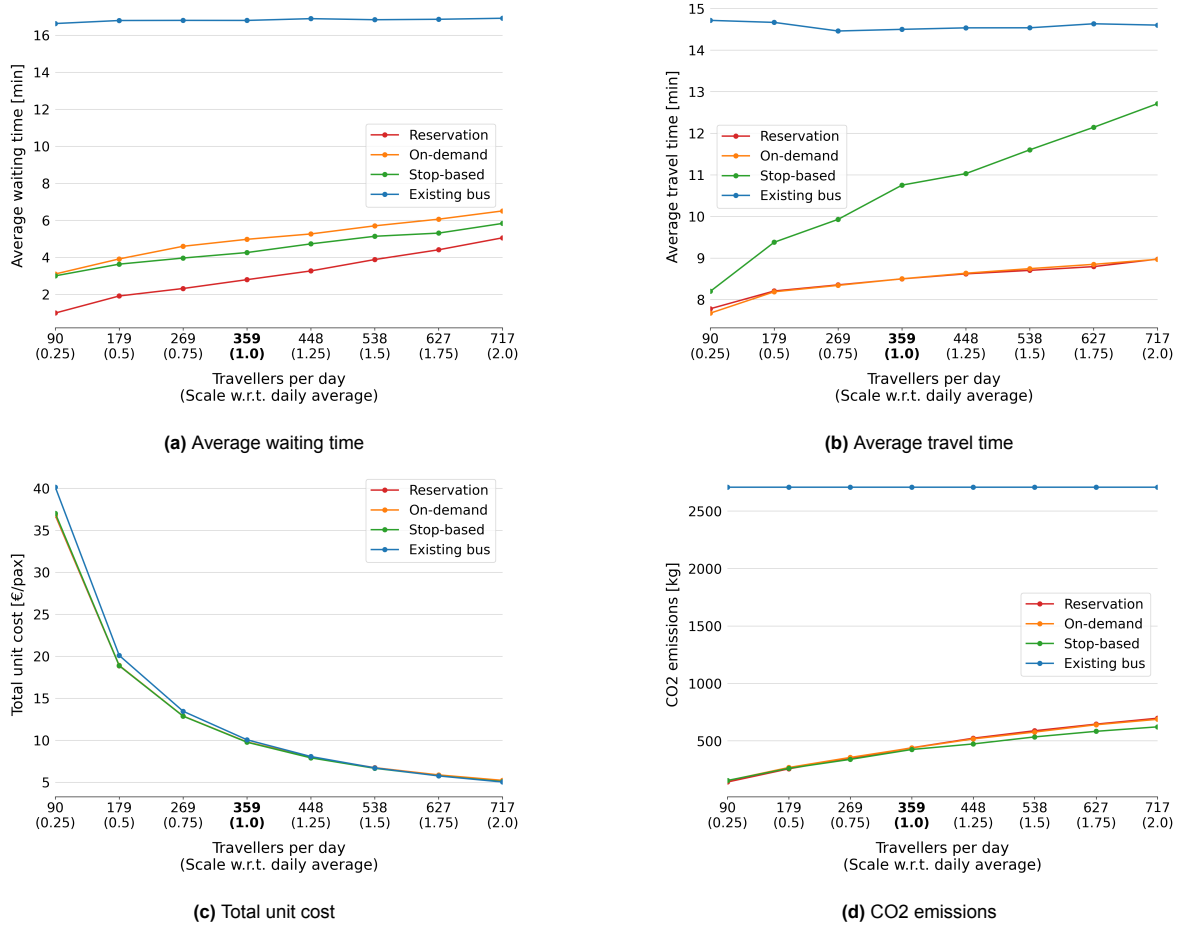 16
14
12
10
8
6
4
2
Average waiting time [min]
Reservation
On-demand
Stop-based
Existing bus
90 179 269 359 448 538 627 717
(0.25) (0.5) (0.75) (1.0) (1.25) (1.5) (1.75) (2.0)
Travellers per day
(Scale w.r.t. daily average)
(a) Average waiting time
15
14
13
12
11
10
9
8
Average travel time [min]
Reservation
On-demand
Stop-based
Existing bus
90 179 269 359 448 538 627 717
(0.25) (0.5) (0.75) (1.0) (1.25) (1.5) (1.75) (2.0)
Travellers per day
(Scale w.r.t. daily average)
(b) Average travel time
40
35
30
25
20
15
10
5
Total unit cost [€/pax]
Reservation
On-demand
Stop-based
Existing bus
90 179 269 359 448 538 627 717
(0.25) (0.5) (0.75) (1.0) (1.25) (1.5) (1.75) (2.0)
Travellers per day
(Scale w.r.t. daily average)
(c) Total unit cost
2500
2000
1500
1000
500
CO2 emissions [kg]
Reservation
On-demand
Stop-based
Existing bus
90 179 269 359 448 538 627 717
(0.25) (0.5) (0.75) (1.0) (1.25) (1.5) (1.75) (2.0)
Travellers per day
(Scale w.r.t. daily average)
(d) CO2 emissions